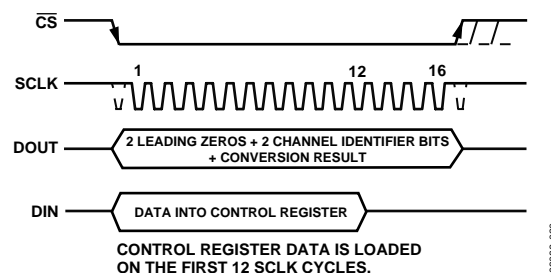 CS
1
12
16
SCLK
DOUT
2 LEADING ZEROS + 2 CHANNEL IDENTIFIER BITS
+ CONVERSION RESULT
DIN
DATA INTO CONTROL REGISTER
CONTROL REGISTER DATA IS LOADED
ON THE FIRST 12 SCLK CYCLES.